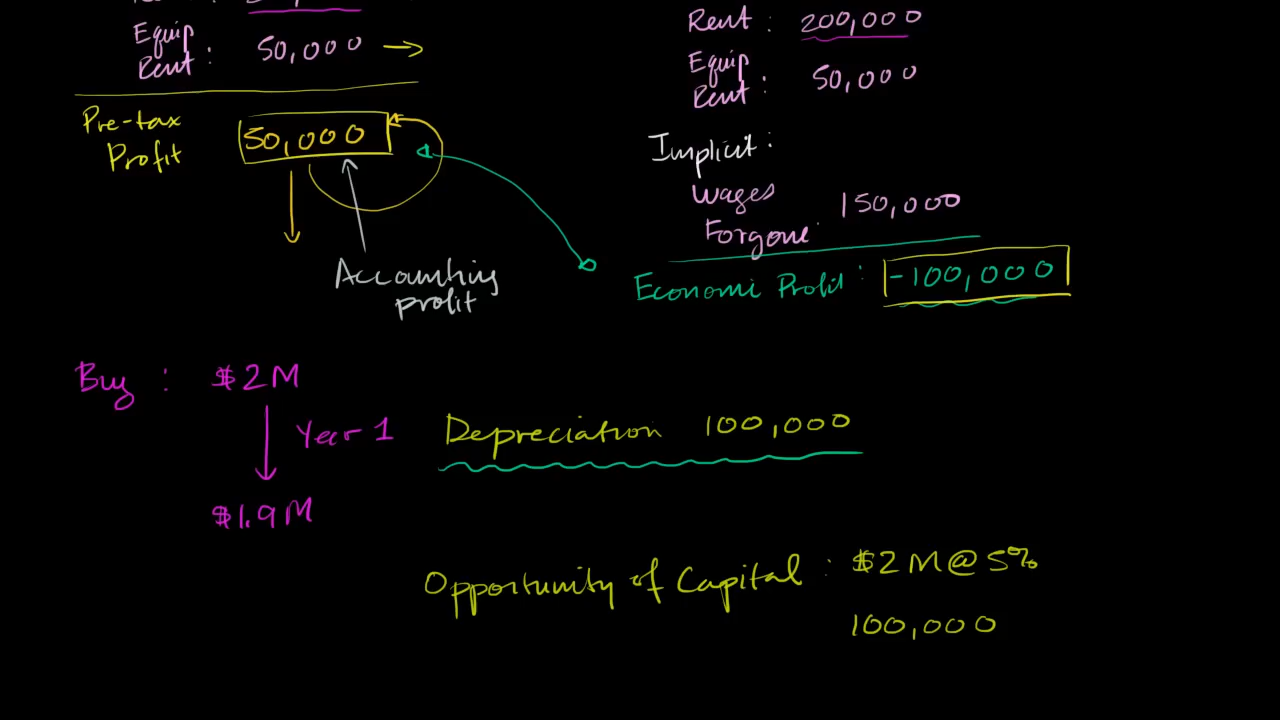 Equip
Rent : 50,000
Pre-tax
Profit 50,000
Accounting
profit
Rent : 200,000
Equip
Rent : 50,000
Implicit :
Wages
Forgone : 150,000
Economic Profit : -100,000
Buy : $2M
Year 1
$1.9M
Depreciation 100,000
Opportunity of Capital : $2M @ 5%
100,000